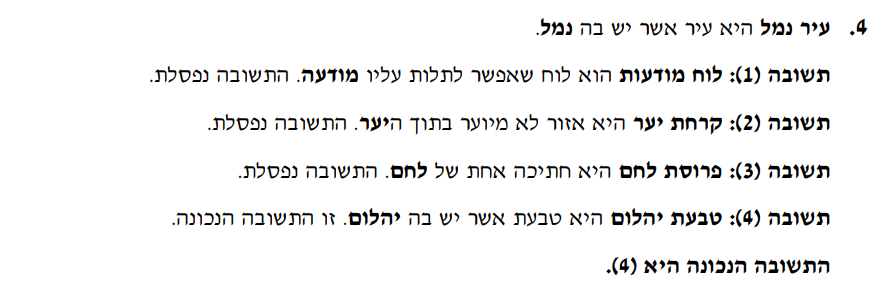 4. עיר נמל היא עיר אשר יש בה נמל.
תשובה (1): לוח מודעות הוא לוח שאפשר לתלות עליו מודעה. התשובה נפסלת.
תשובה (2): קרחת יער היא אזור לא מיוער בתוך היער. התשובה נפסלת.
תשובה (3): פרוסת לחם היא חתיכה אחת של לחם. התשובה נפסלת.
תשובה (4): טבעת יהלום היא טבעת אשר יש בה יהלום. זו התשובה הנכונה.
התשובה הנכונה היא (4).